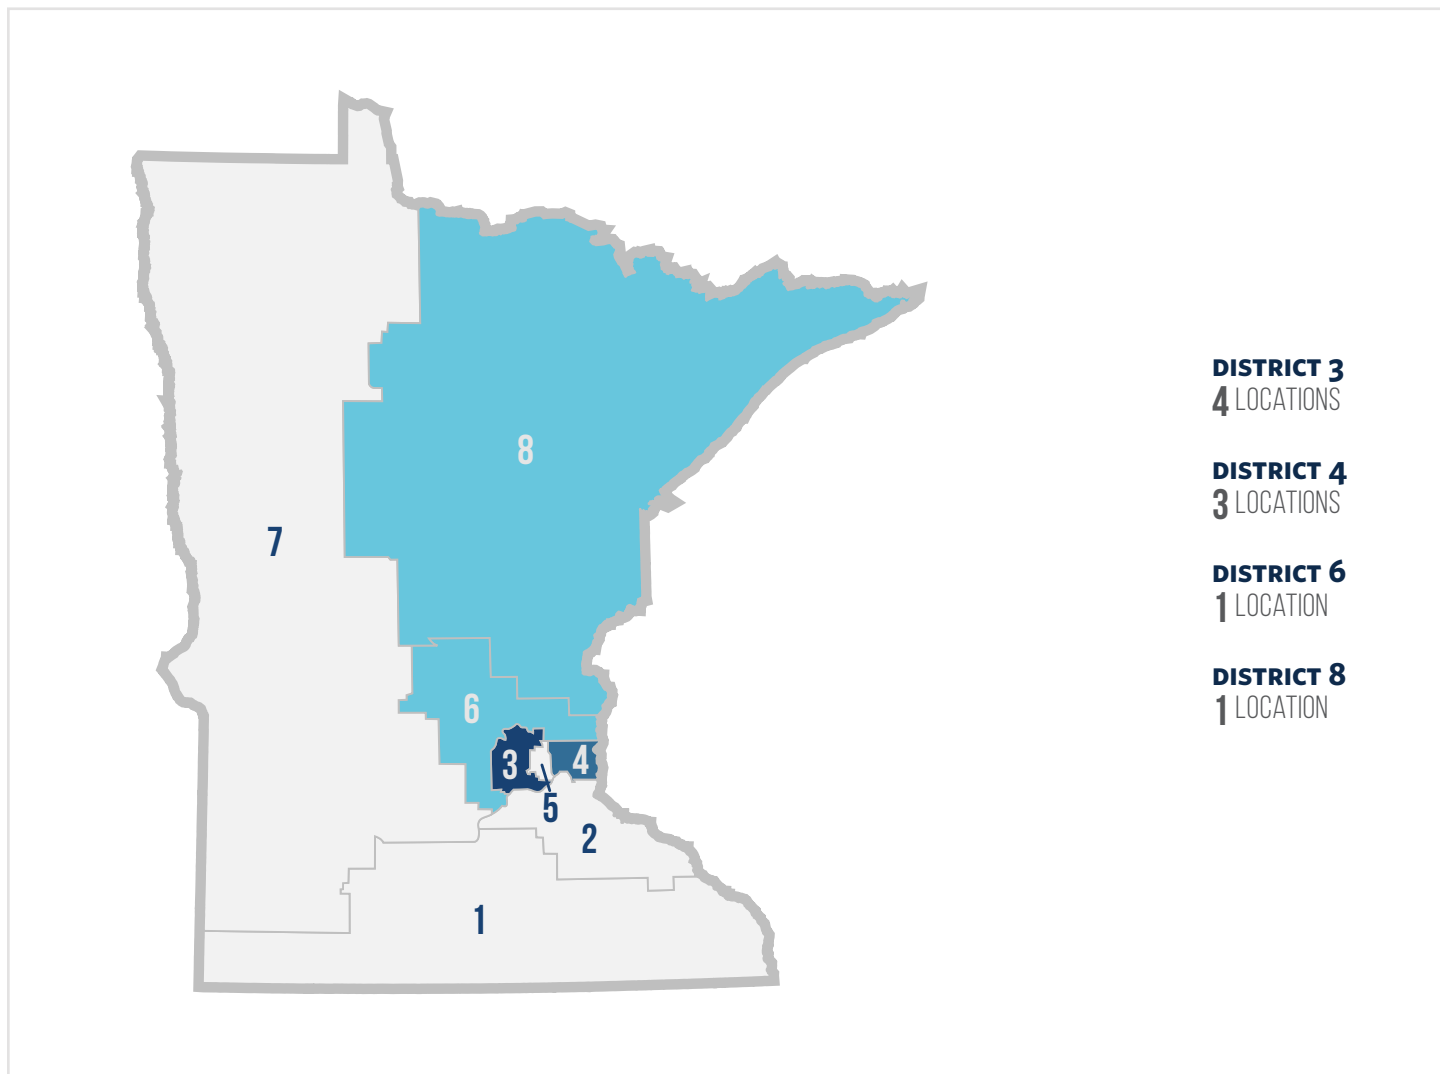 8
7
6
3
4
5
2
1
DISTRICT 3
4 LOCATIONS
DISTRICT 4
3 LOCATIONS
DISTRICT 6
1 LOCATION
DISTRICT 8
1 LOCATION